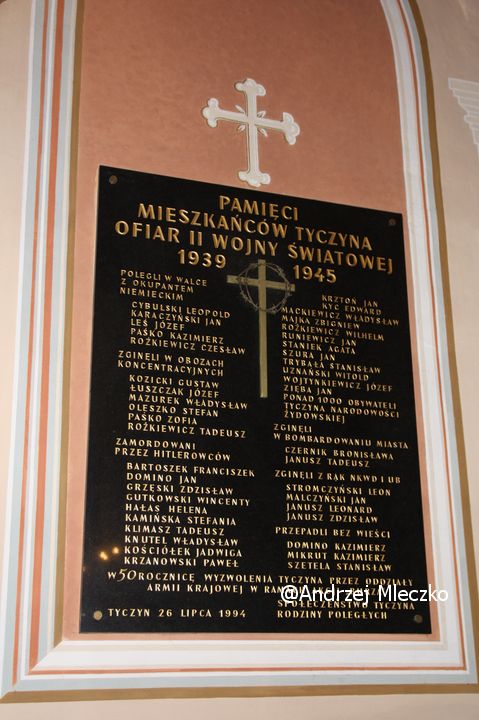 PAMIĘCI
MIESZKAŃCÓW TYCZYNA
OFIAR II WOJNY ŚWIATOWEJ
1939 1945
POLEGLI W WALCE
Z OKUPANTEM
NIEMIECKIM
CYBULSKI LEOPOLD
KARACZYŃSKI JAN
LEŚ JÓZEF
PAŚKO KAZIMIERZ
ROŻKIEWICZ CZESŁAW
ZGINĘLI W OBOZACH
KONCENTRACYJNYCH
KOZICKI GUSTAW
ŁUSZCZAK JÓZEF
MAZUREK WŁADYSŁAW
OLESZKO STEFAN
PAŚKO ZOFIA
ROŻKIEWICZ TADEUSZ
ZAMORDOWANI
PRZEZ HITLEROWCÓW
BARTOSZEK FRANCISZEK
DOMINO JAN
GRZĘSKI ZDZISŁAW
GUTKOWSKI WINCENTY
HAŁAS HELENA
KAMIŃSKA STEFANIA
KLIMASZ TADEUSZ
KNUTEL WŁADYSŁAW
KOŚCIÓŁEK JADWIGA
KRZANOWSKI PAWEŁ
KRZTOŃ JAN
KYC EDWARD
MACKIEWICZ WŁADYSŁAW
MAJKA ZBIGNIEW
ROŻKIEWICZ WILHELM
RUNIEWICZ JAN
STANIEK AGATA
SZURA JAN
TRYBAŁA STANISŁAW
UZNAŃSKI WITOLD
WOJTYNKIEWICZ JÓZEF
ZIĘBA JAN
PONAD 1000 OBYWATELI
TYCZYNA NARODOWOŚCI
ŻYDOWSKIEJ
ZGINĘLI
W BOMBARDOWANIU MIASTA
CZERNIK BRONISŁAWA
JANUSZ TADEUSZ
ZGINĘLI Z RĄK NKWD I UB
STROMCZYŃSKI LEON
MALCZYŃSKI JAN
JANUSZ LEONARD
JANUSZ ZDZISŁAW
PRZEPADLI BEZ WIEŚCI
DOMINO KAZIMIERZ
MIKRUT KAZIMIERZ
SZETELA STANISŁAW
W 50 ROCZNICĘ WYZWOLENIA TYCZYNA PRZEZ ODDZIAŁY
ARMII KRAJOWEJ W
@Andrzej Mleczko
SPOŁECZEŃSTWO TYCZYNA
TYCZYN 26 LIPCA 1994 RODZINY POLEGŁYCH